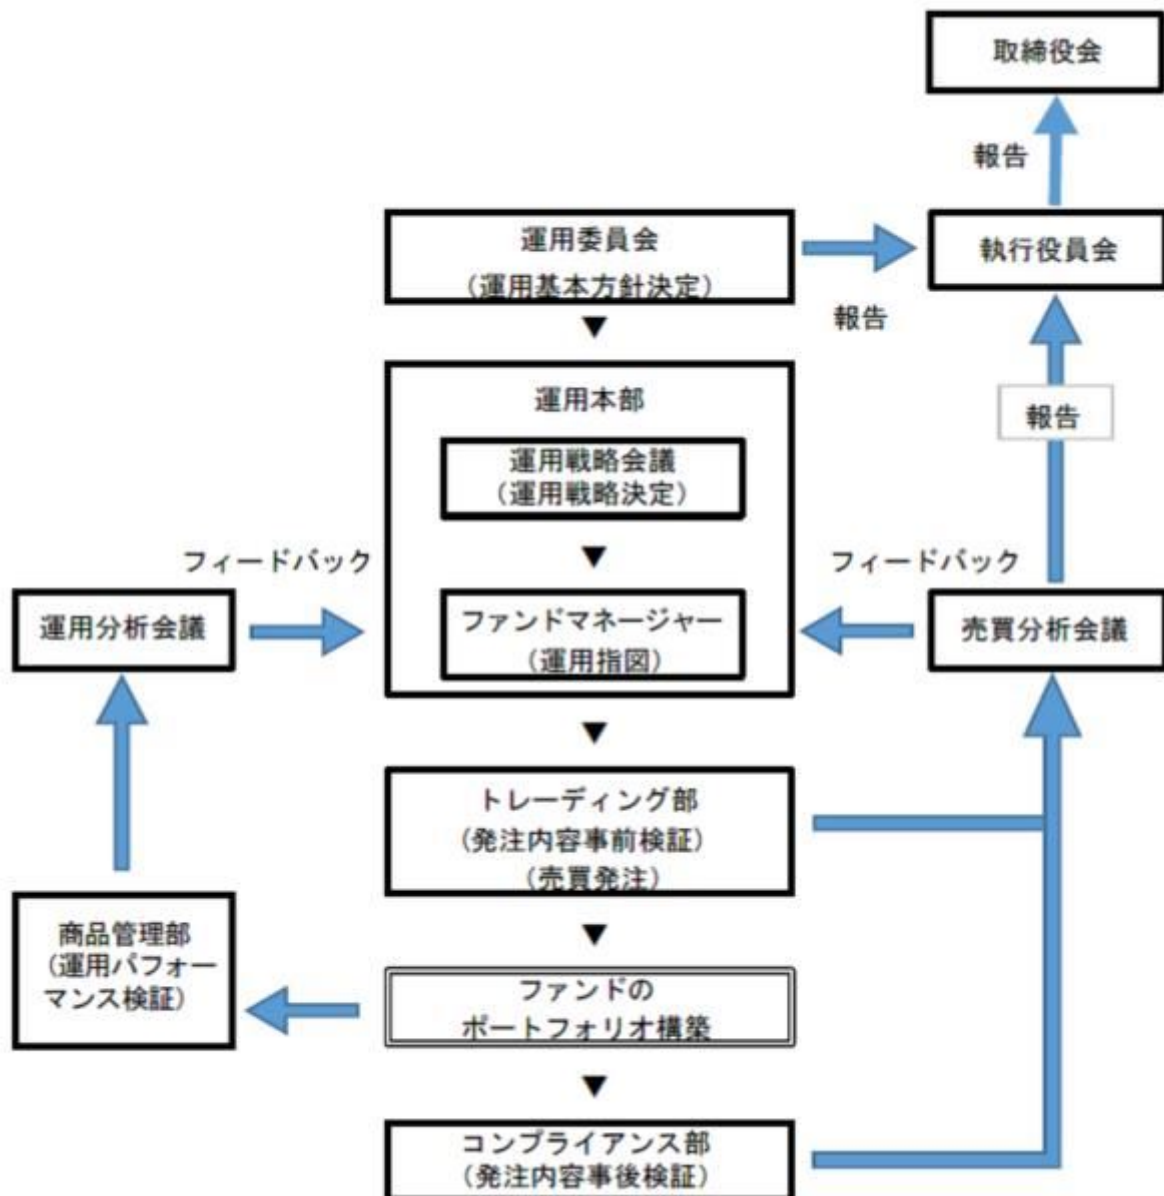 取締役会
報告
運用委員会
（運用基本方針決定）
執行役員会
報告
運用本部
報告
運用戦略会議
（運用戦略決定）
フィードバック
フィードバック
運用分析会議
ファンドマネージャー
（運用指図）
売買分析会議
トレーディング部
（発注内容事前検証）
（売買発注）
商品管理部
（運用パフォー
マンス検証）
ファンドの
ポートフォリオ構築
コンプライアンス部
（発注内容事後検証）